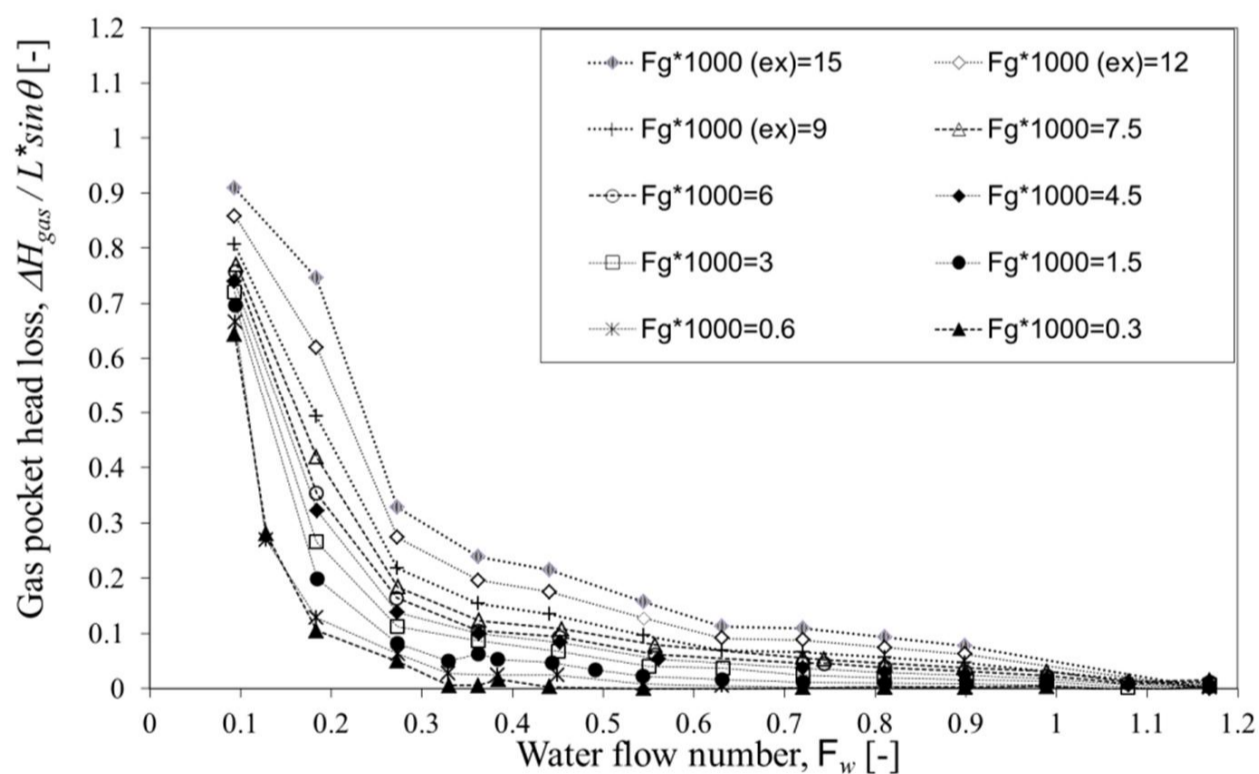 Gas pocket head loss, ΔH_gas / L*sinθ [-]
1.2
1.1
1
0.9
0.8
0.7
0.6
0.5
0.4
0.3
0.2
0.1
0
Fg*1000 (ex)=15
Fg*1000 (ex)=12
Fg*1000 (ex)=9
Fg*1000=7.5
Fg*1000=6
Fg*1000=4.5
Fg*1000=3
Fg*1000=1.5
Fg*1000=0.6
Fg*1000=0.3
0 0.1 0.2 0.3 0.4 0.5 0.6 0.7 0.8 0.9 1 1.1 1.2
Water flow number, F_w [-]